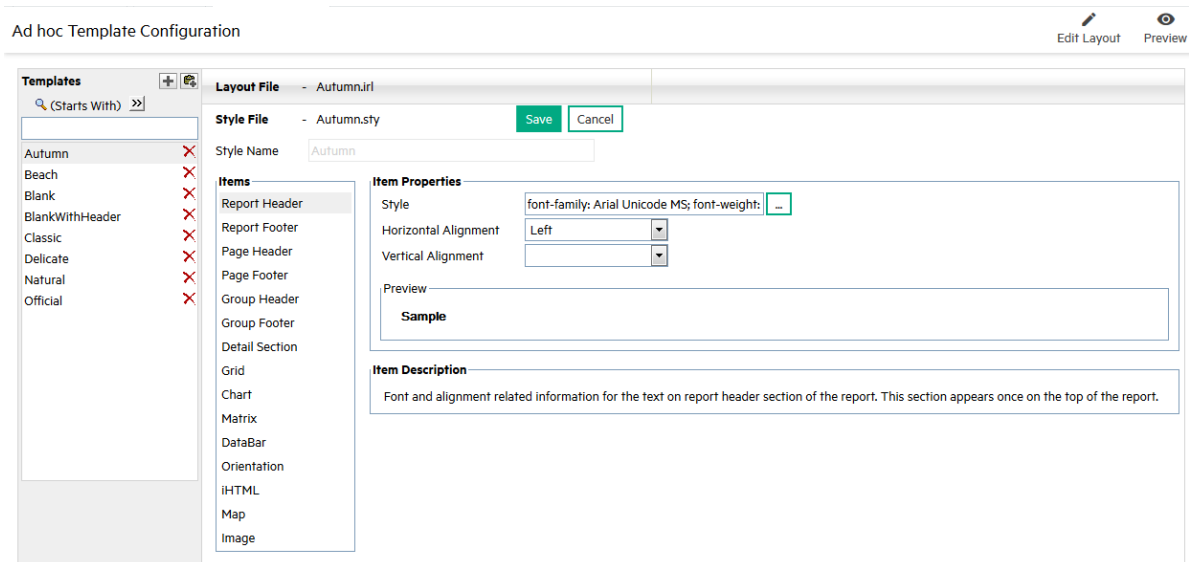 Ad hoc Template Configuration
Edit Layout
Preview
Templates
(Starts With)
Layout File - Autumn.irl
Style File - Autumn.sty
Save
Cancel
Style Name
Autumn
Autumn
Beach
Blank
BlankWithHeader
Classic
Delicate
Natural
Official
Items
Report Header
Report Footer
Page Header
Page Footer
Group Header
Group Footer
Detail Section
Grid
Chart
Matrix
DataBar
Orientation
iHTML
Map
Image
Item Properties
Style
font-family: Arial Unicode MS; font-weight:
...
Horizontal Alignment
Left
Vertical Alignment
Preview
Sample
Item Description
Font and alignment related information for the text on report header section of the report. This section appears once on the top of the report.